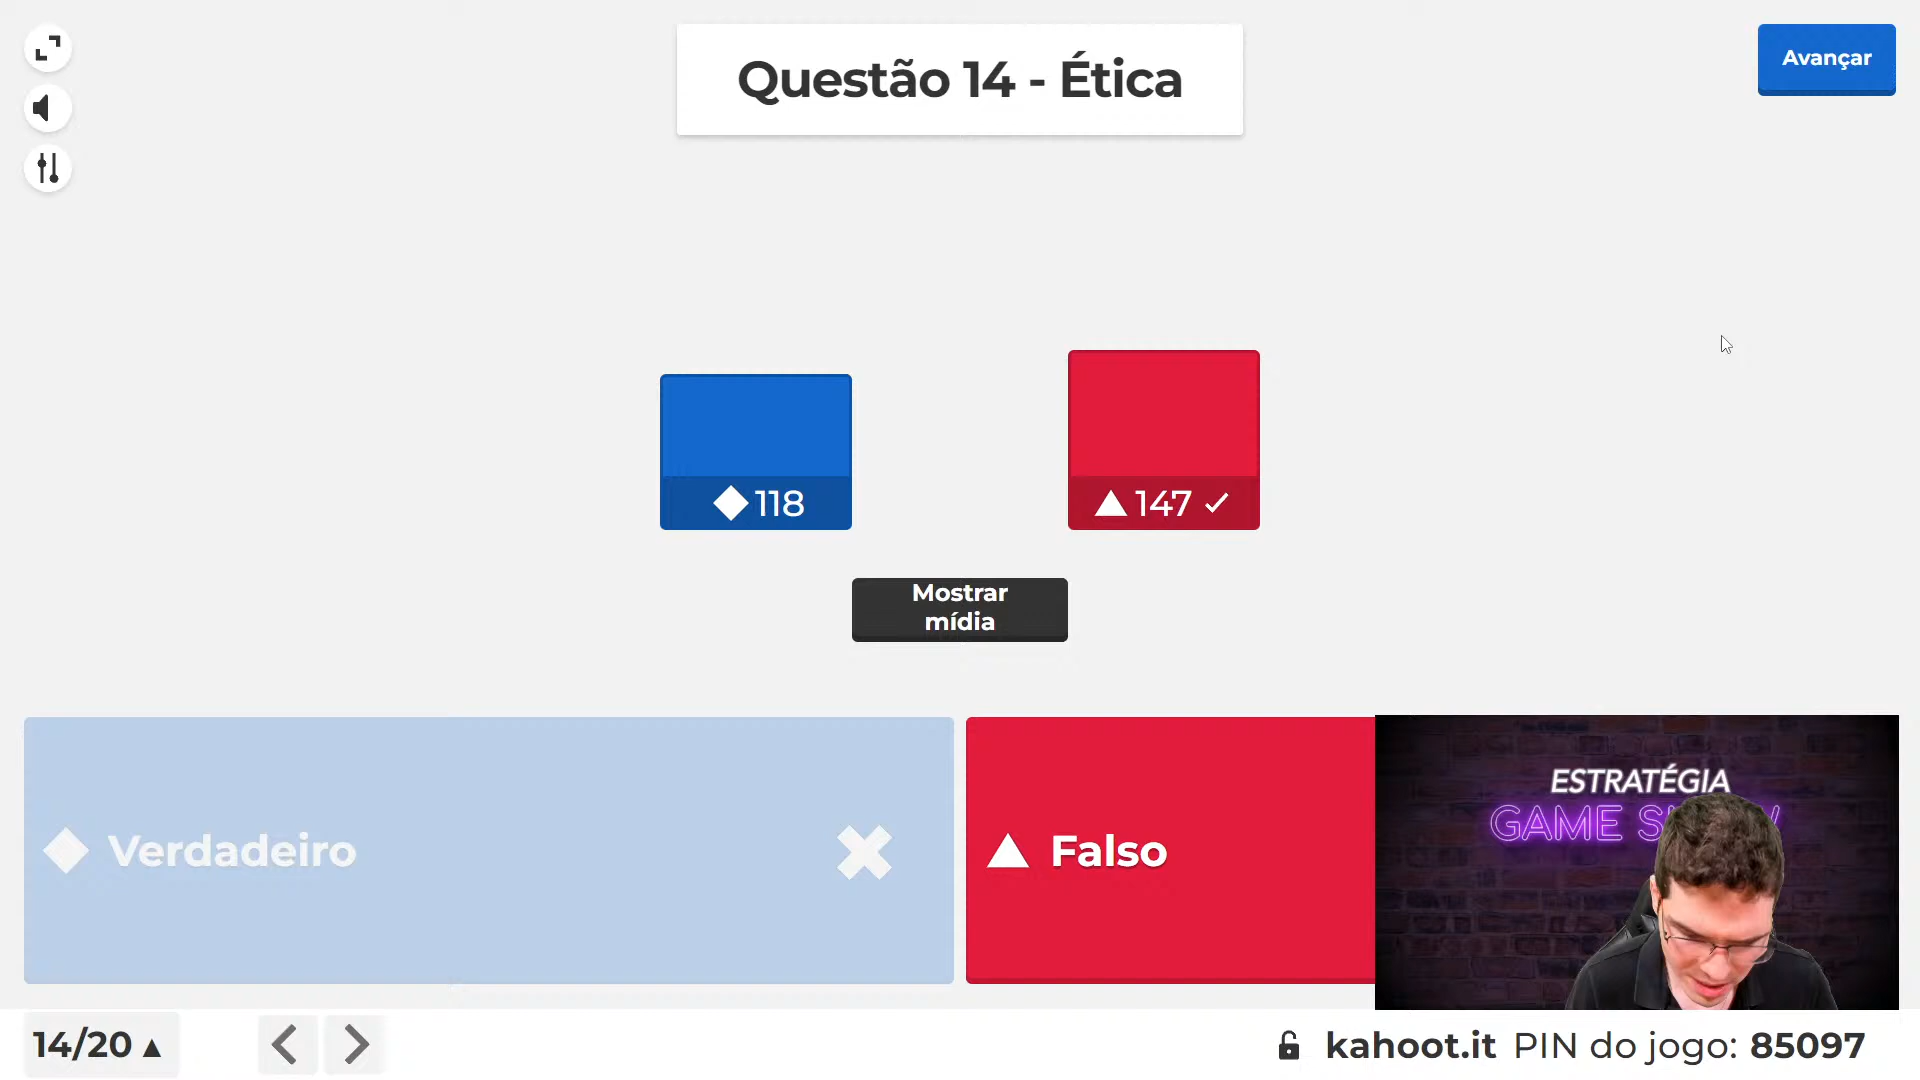 Questão 14 - Ética
Avançar
118
147
Mostrar
mídia
Verdadeiro
Falso
ESTRATÉGIA
GAME
14/20
kahoot.it PIN do jogo: 85097